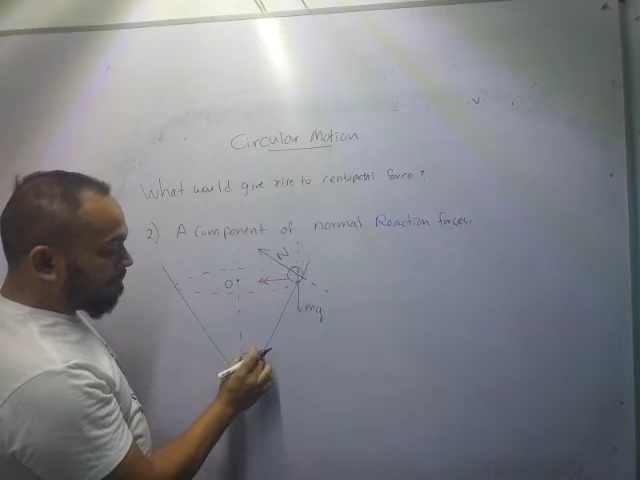 Circular Motion
What would give rise to centripetal force?
2) A Component of normal Reaction forces.
N
O
mg